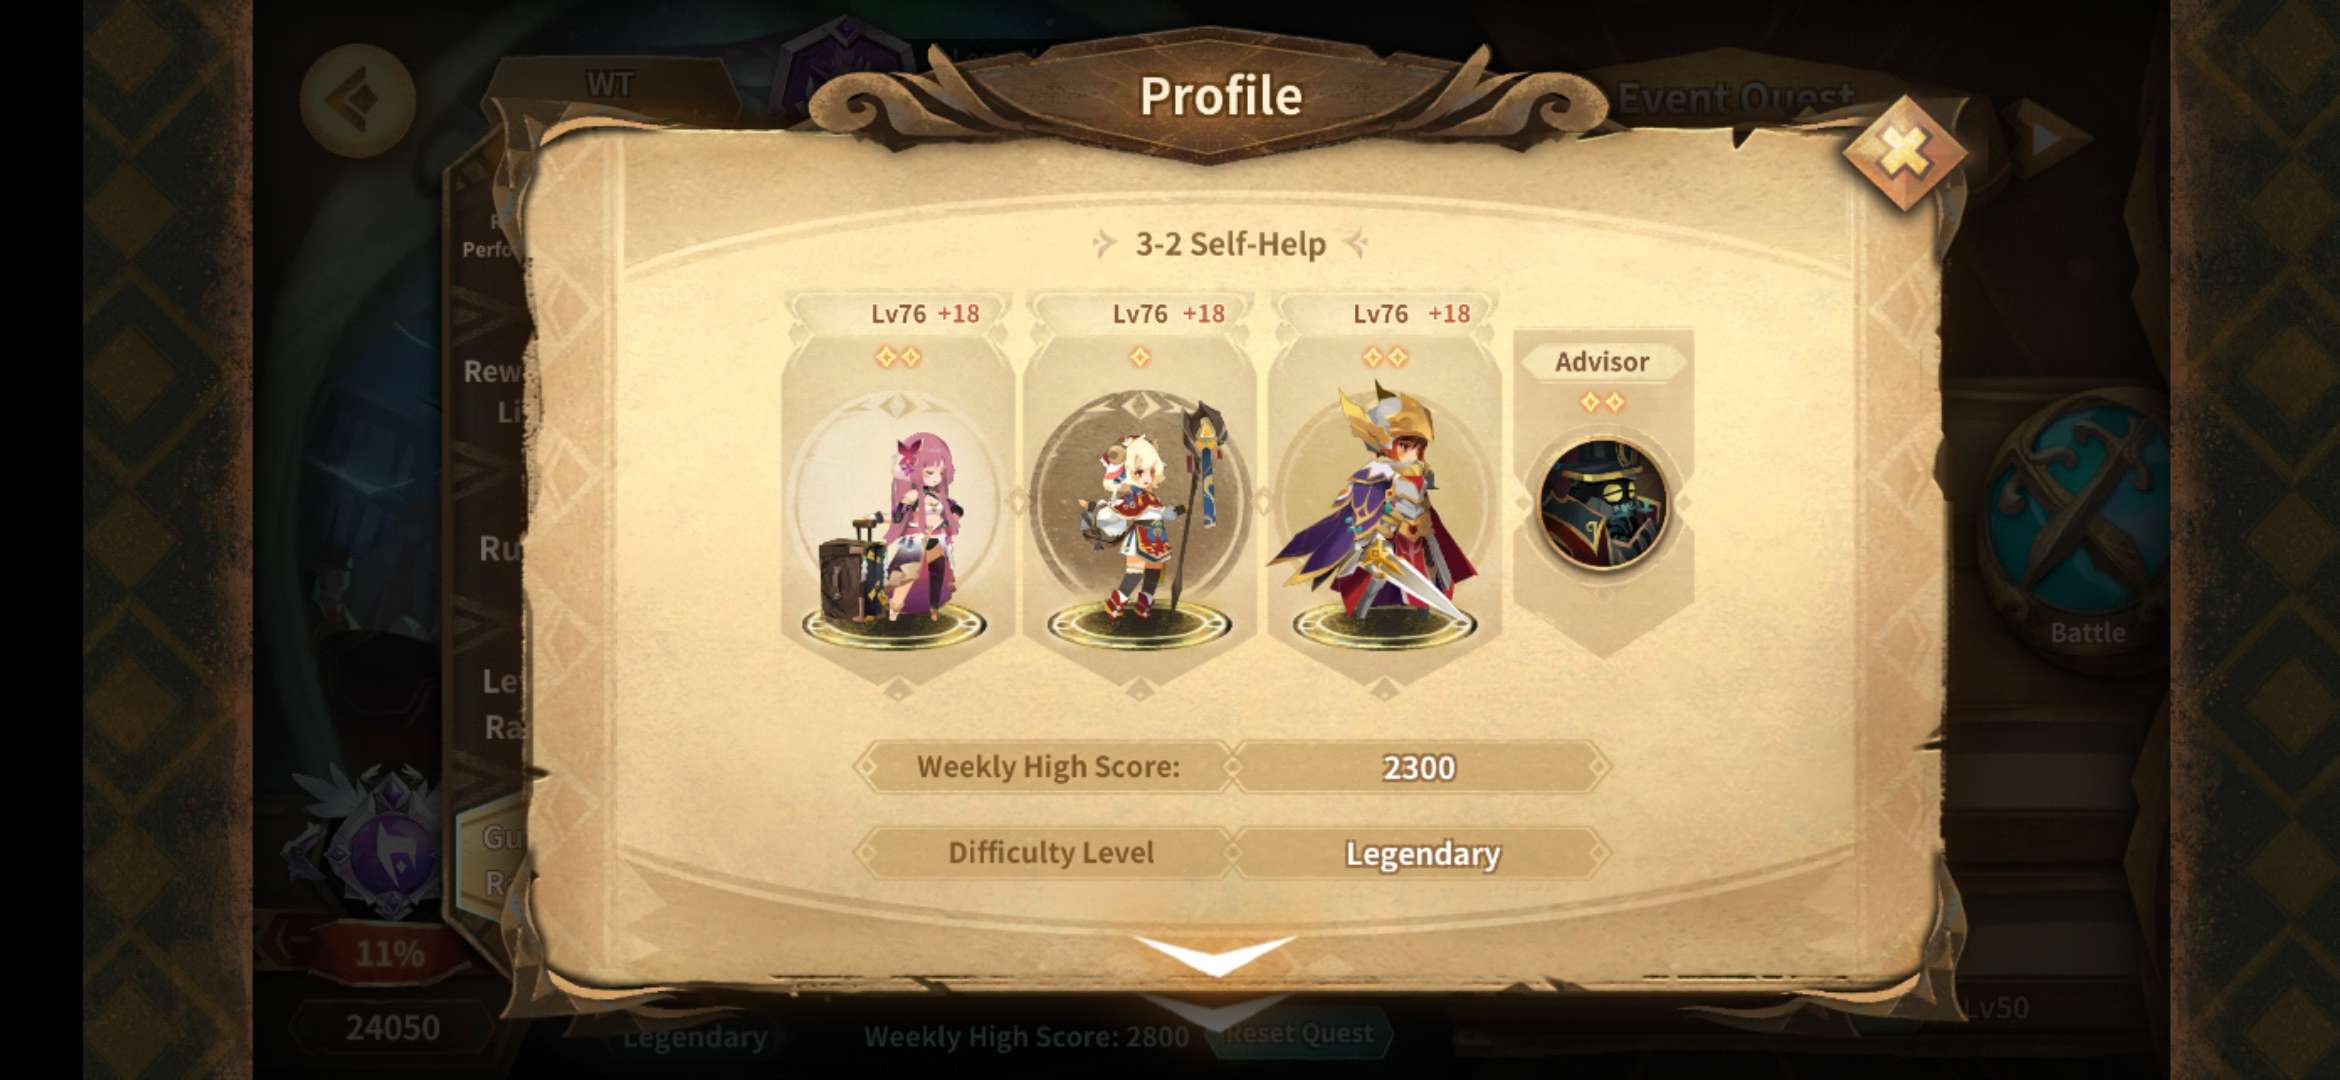 WT
Profile
Event Quest
3-2 Self-Help
Lv76 +18
Lv76 +18
Lv76 +18
Advisor
Battle
Weekly High Score:
2300
Difficulty Level
Legendary
11%
24050
Legendary
Weekly High Score: 2800
Reset Quest
Lv50